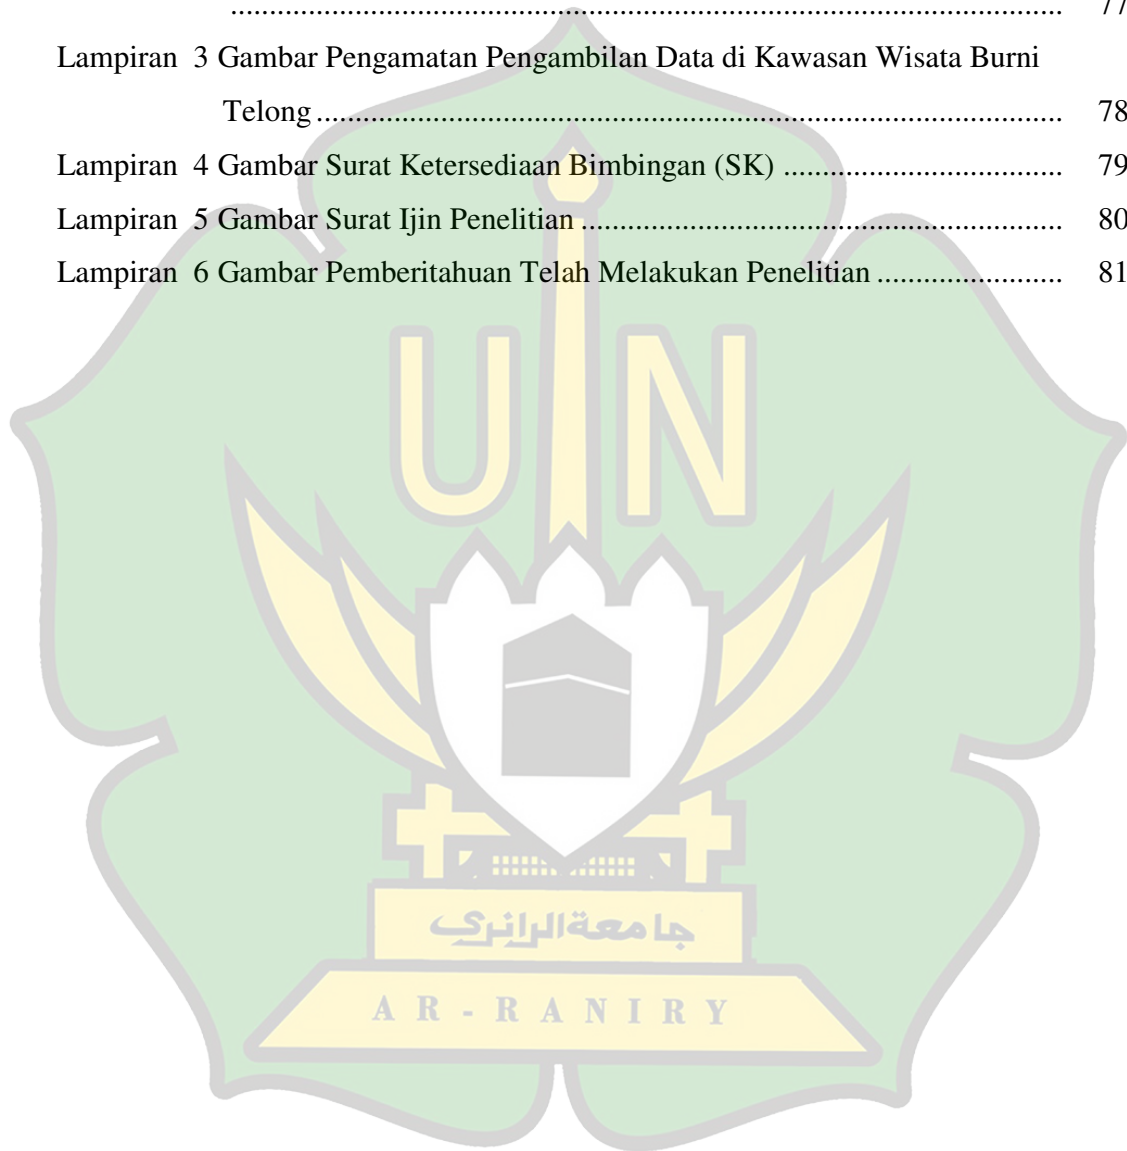 ........................................................................................................... 77
Lampiran 3 Gambar Pengamatan Pengambilan Data di Kawasan Wisata Burni
Telong ................................................................................................ 78
Lampiran 4 Gambar Surat Ketersediaan Bimbingan (SK) .................................... 79
Lampiran 5 Gambar Surat Ijin Penelitian .............................................................. 80
Lampiran 6 Gambar Pemberitahuan Telah Melakukan Penelitian ........................ 81
UIN
جامعة الرانري
AR-RANIRY